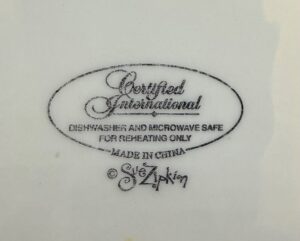 Certified
International
DISHWASHER AND MICROWAVE SAFE
FOR REHEATING ONLY
MADE IN CHINA
© Sue Zipkin